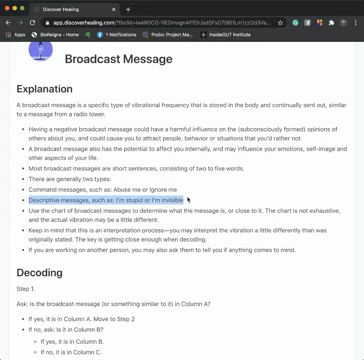 Discover Healing
Apps
BioReigns
Home
1 Notifications
Podio - Project Ma...
InsideOUT Institute
Broadcast Message
Explanation
A broadcast message is a specific type of vibrational frequency that is stored in the body and continually sent out, similar
to a message from a radio tower.
• Having a negative broadcast message could have a harmful influence on the (subconsciously formed) opinions of
others about you, and could cause you to attract people, behavior or situations that you'd rather not.
• A broadcast message also has the potential to affect you internally, and may influence your emotions, self-image and
other aspects of your life.
• Most broadcast messages are short sentences, consisting of two to five words.
• There are generally two types:
• Command messages, such as: Abuse me or ignore me
• Descriptive messages, such as: I'm stupid or I'm invisible
• Use the chart of broadcast messages to determine what the message is, or close to it. The chart is not exhaustive,
and the actual vibration may be a little different.
• Keep in mind that this is an interpretation process – you may interpret the vibration a little differently than was
originally stated. The key is getting close enough when decoding.
• If you are working on another person, you may also ask them to tell you if anything comes to mind.
Decoding
Step 1.
Ask: is the broadcast message (or something similar to it) in Column A?
• If yes, it is in Column A. Move to Step 2
• If no, ask: Is it in Column B?
• If yes, it is in Column B.
• If no, it is in Column C.